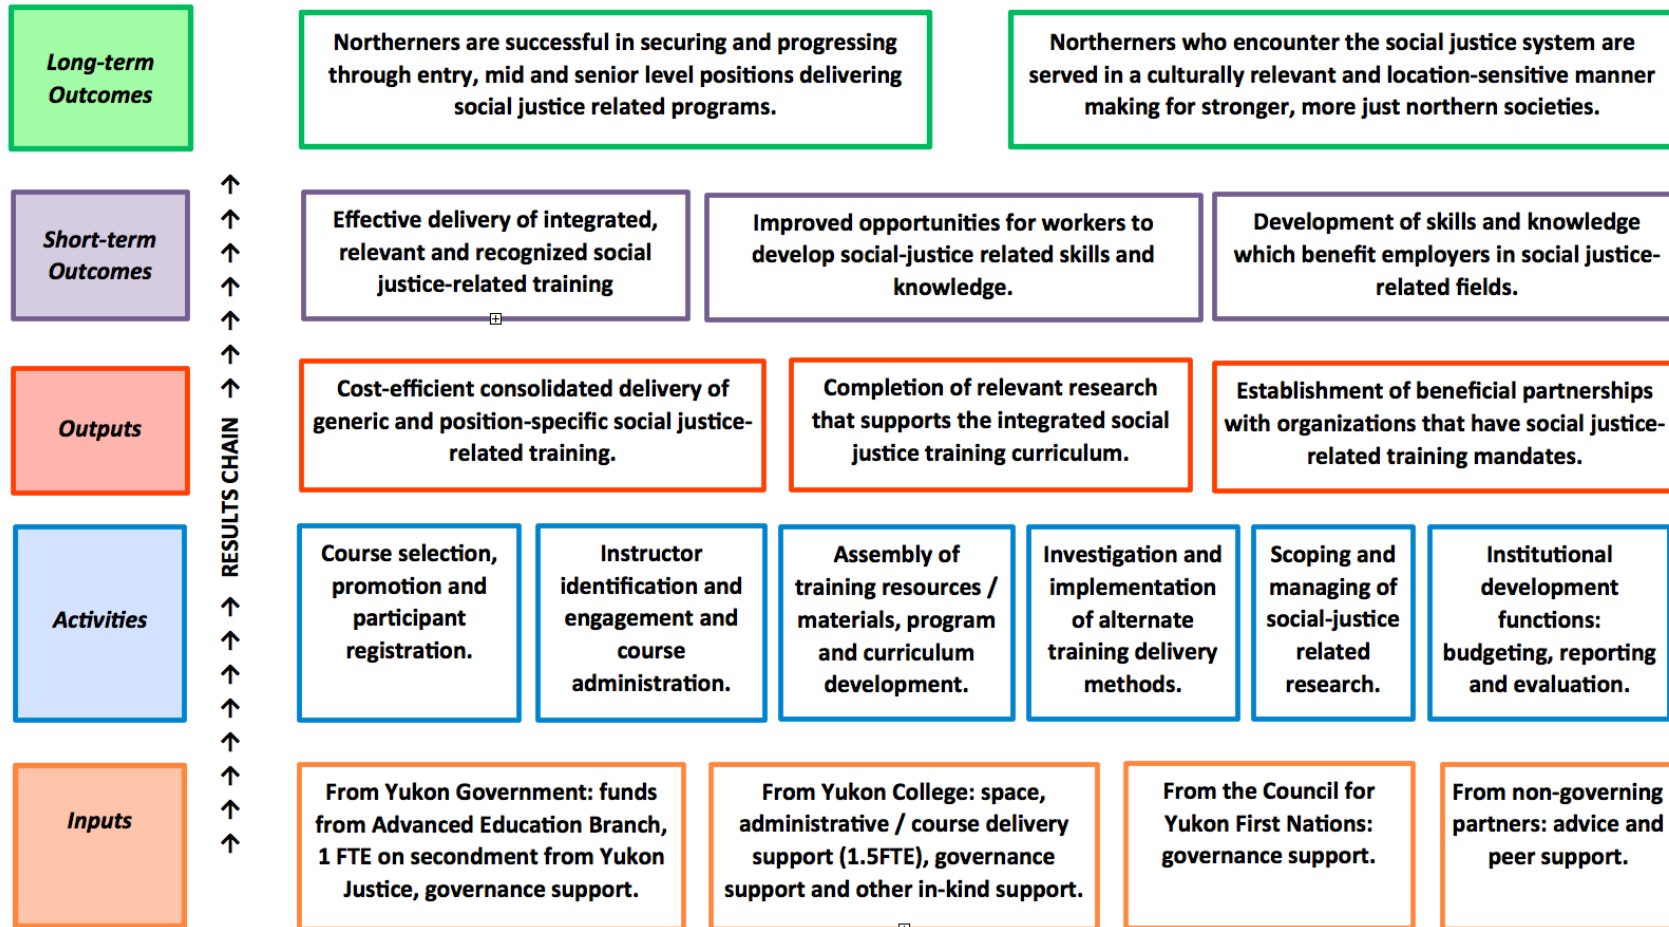 Long-term
Outcomes
Northerners are successful in securing and progressing
through entry, mid and senior level positions delivering
social justice related programs.
Northerners who encounter the social justice system are
served in a culturally relevant and location-sensitive manner
making for stronger, more just northern societies.
Short-term
Outcomes
Effective delivery of integrated,
relevant and recognized social
justice-related training
Improved opportunities for workers to
develop social-justice related skills and
knowledge.
Development of skills and knowledge
which benefit employers in social justice-
related fields.
RESULTS CHAIN
Outputs
Cost-efficient consolidated delivery of
generic and position-specific social justice-
related training.
Completion of relevant research
that supports the integrated social
justice training curriculum.
Establishment of beneficial partnerships
with organizations that have social justice-
related training mandates.
Activities
Course selection,
promotion and
participant
registration.
Instructor
identification and
engagement and
course
administration.
Assembly of
training resources /
materials, program
and curriculum
development.
Investigation and
implementation
of alternate
training delivery
methods.
Scoping and
managing of
social-justice
related
research.
Institutional
development
functions:
budgeting, reporting
and evaluation.
Inputs
From Yukon Government: funds
from Advanced Education Branch,
1 FTE on secondment from Yukon
Justice, governance support.
From Yukon College: space,
administrative / course delivery
support (1.5FTE), governance
support and other in-kind support.
From the Council for
Yukon First Nations:
governance support.
From non-governing
partners: advice and
peer support.